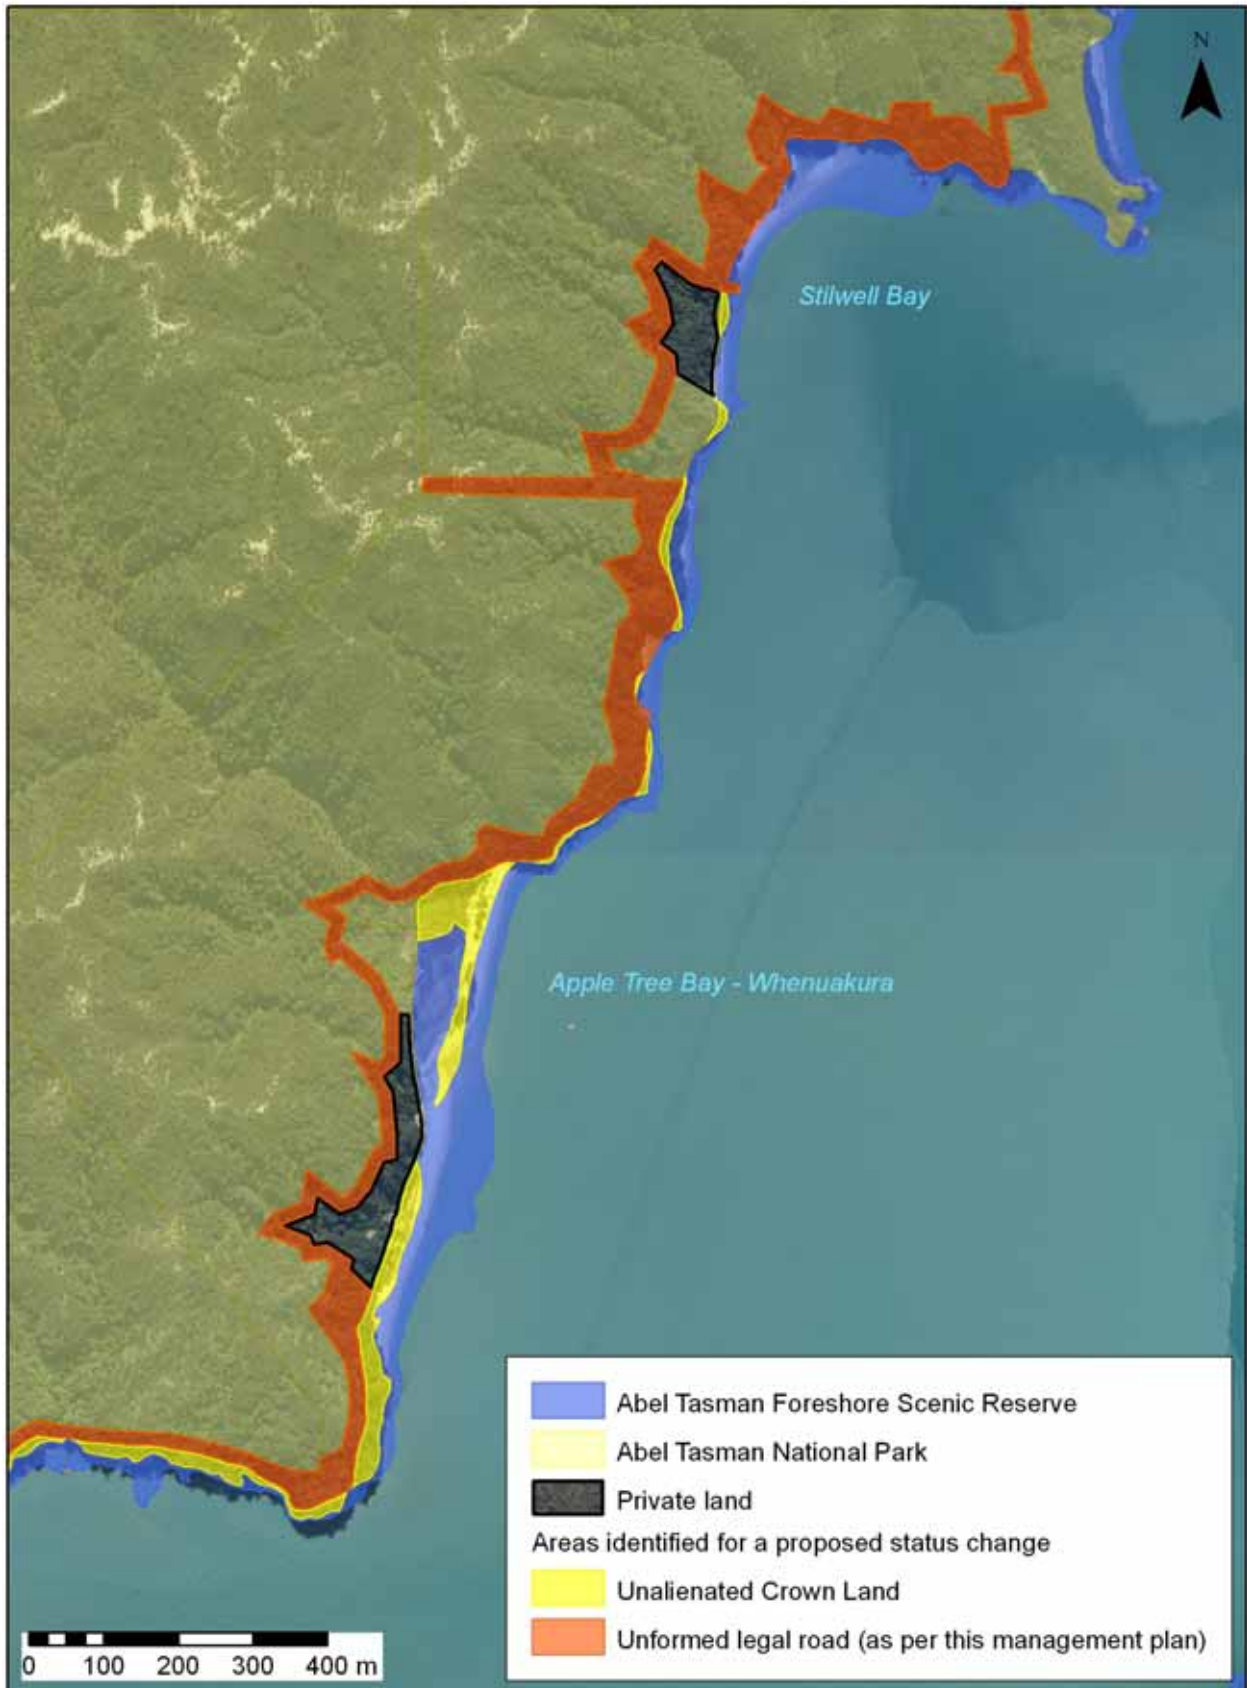 N
Stilwell Bay
Apple Tree Bay - Whenuakura
Abel Tasman Foreshore Scenic Reserve
Abel Tasman National Park
Private land
Areas identified for a proposed status change
Unalienated Crown Land
Unformed legal road (as per this management plan)
0 100 200 300 400 m